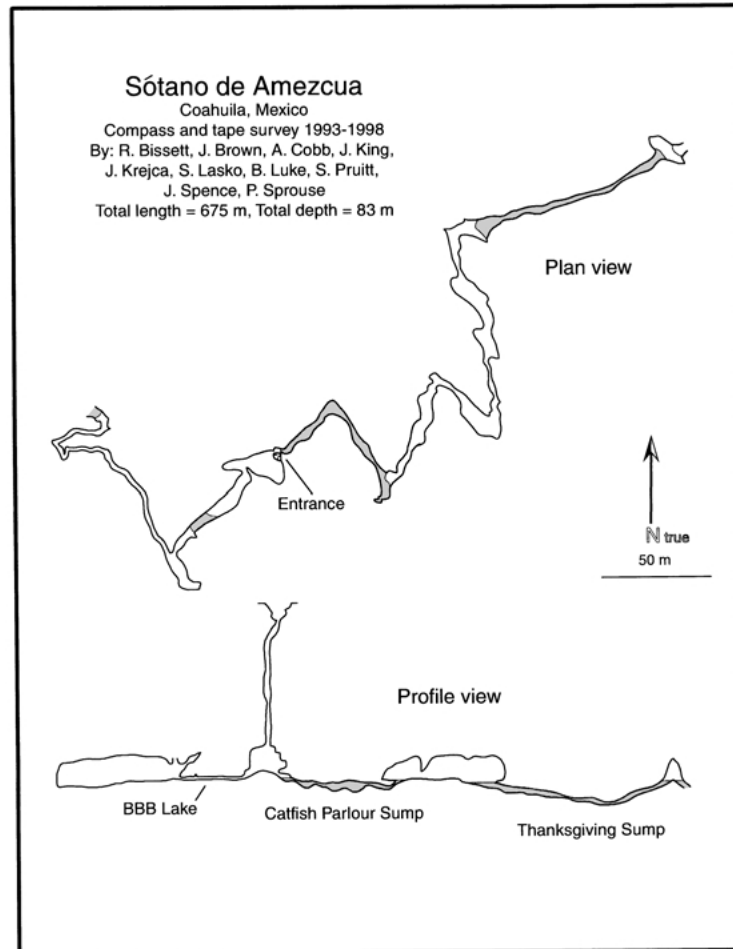 Sótano de Amezcua
Coahuila, Mexico
Compass and tape survey 1993-1998
By: R. Bissett, J. Brown, A. Cobb, J. King,
J. Krejca, S. Lasko, B. Luke, S. Pruitt,
J. Spence, P. Sprouse
Total length = 675 m, Total depth = 83 m
Plan view
Entrance
N true
50 m
Profile view
BBB Lake
Catfish Parlour Sump
Thanksgiving Sump